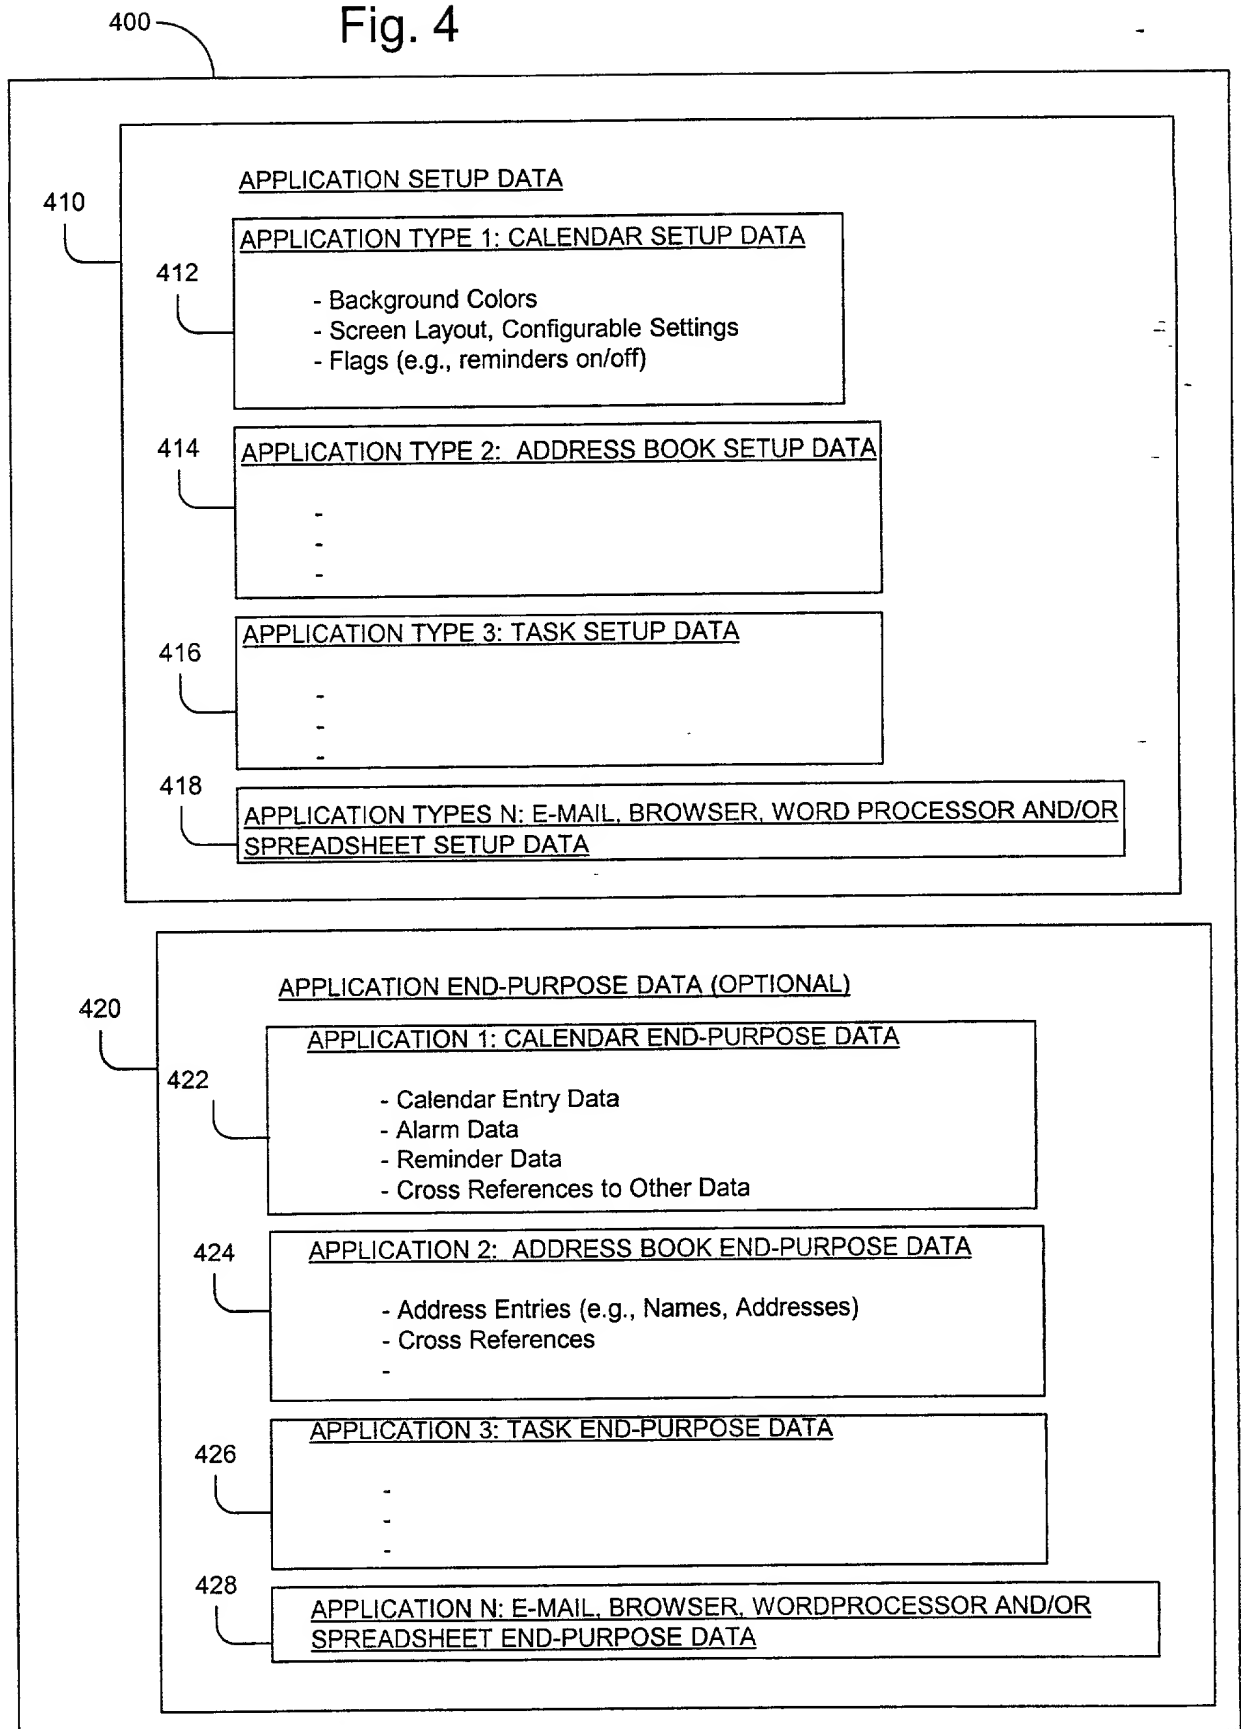 400
Fig. 4
APPLICATION SETUP DATA
410
APPLICATION TYPE 1: CALENDAR SETUP DATA
412
- Background Colors
- Screen Layout, Configurable Settings
- Flags (e.g., reminders on/off)
414
APPLICATION TYPE 2: ADDRESS BOOK SETUP DATA
-
-
-
APPLICATION TYPE 3: TASK SETUP DATA
416
-
-
-
418
APPLICATION TYPES N: E-MAIL, BROWSER, WORD PROCESSOR AND/OR
SPREADSHEET SETUP DATA
APPLICATION END-PURPOSE DATA (OPTIONAL)
420
APPLICATION 1: CALENDAR END-PURPOSE DATA
422
- Calendar Entry Data
- Alarm Data
- Reminder Data
- Cross References to Other Data
424
APPLICATION 2: ADDRESS BOOK END-PURPOSE DATA
- Address Entries (e.g., Names, Addresses)
- Cross References
-
APPLICATION 3: TASK END-PURPOSE DATA
426
-
-
-
428
APPLICATION N: E-MAIL, BROWSER, WORDPROCESSOR AND/OR
SPREADSHEET END-PURPOSE DATA